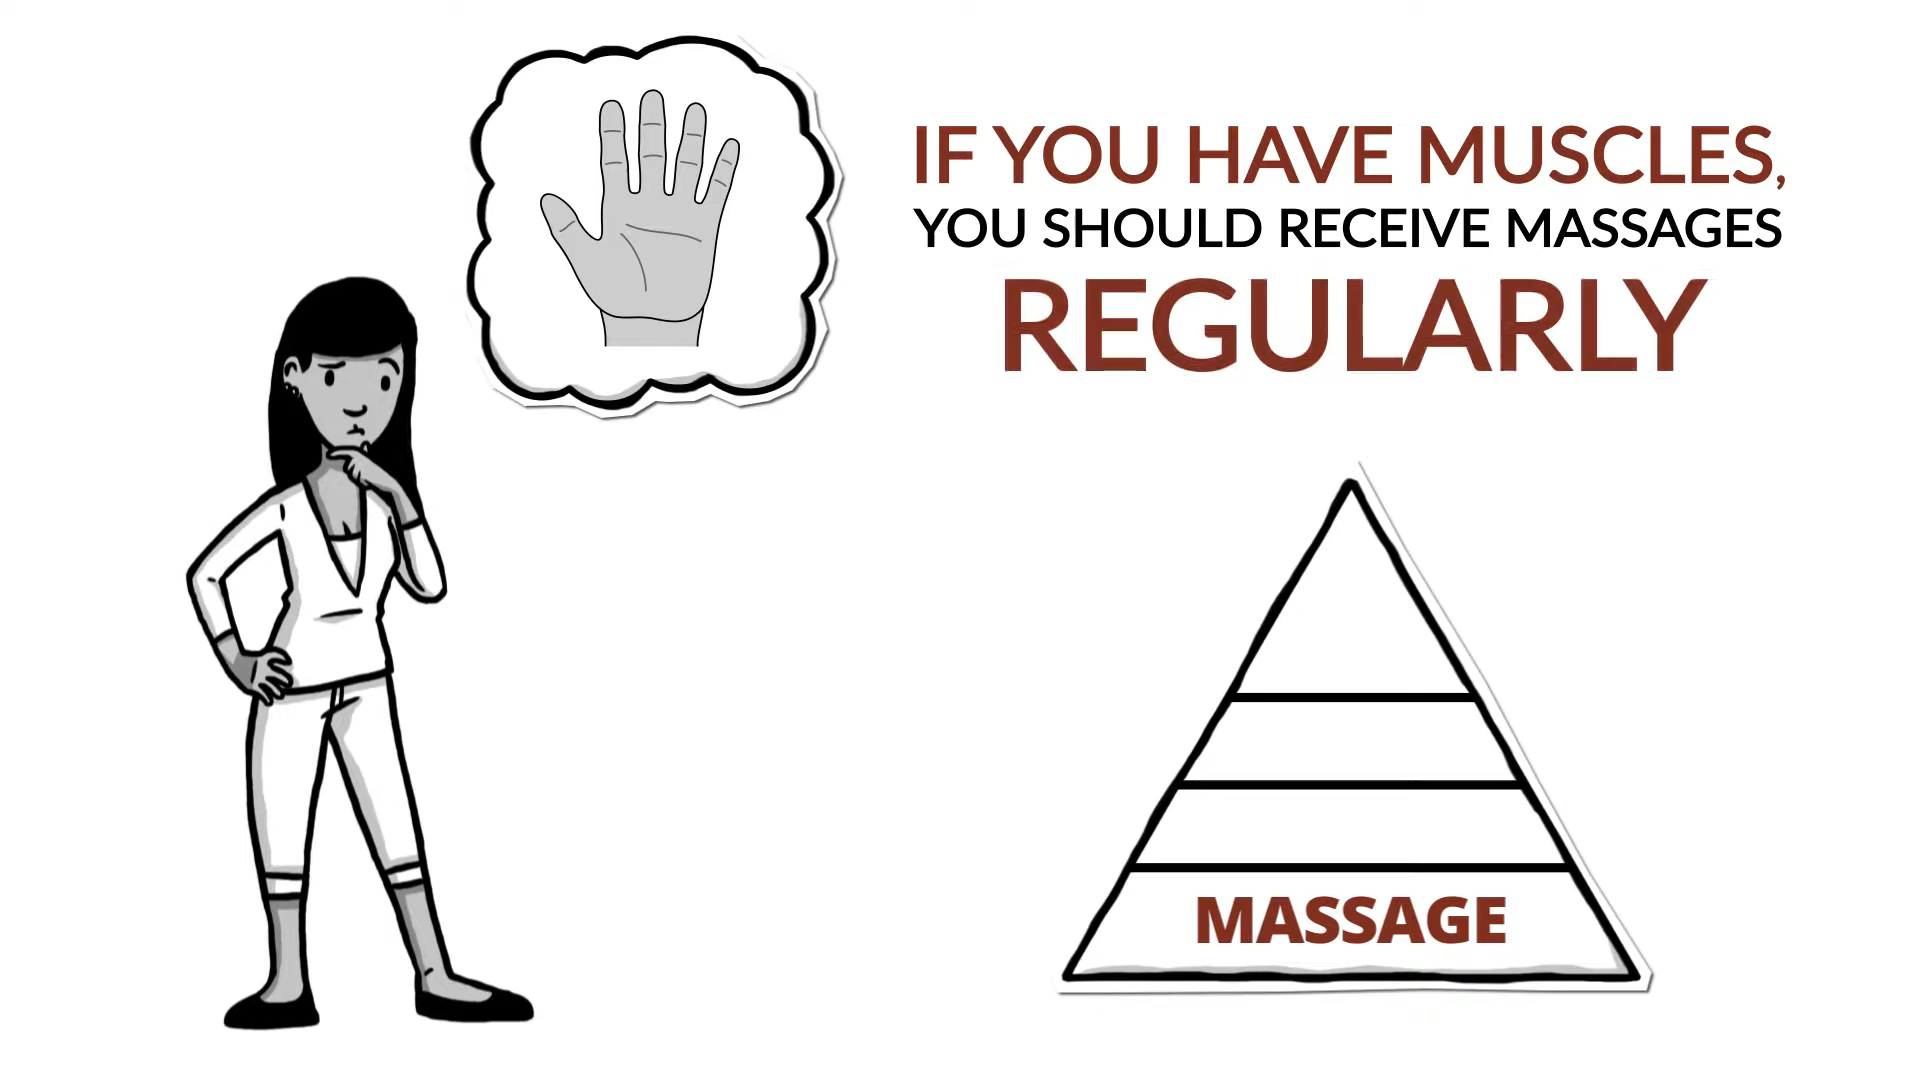 IF YOU HAVE MUSCLES,
YOU SHOULD RECEIVE MASSAGES
REGULARLY
MASSAGE